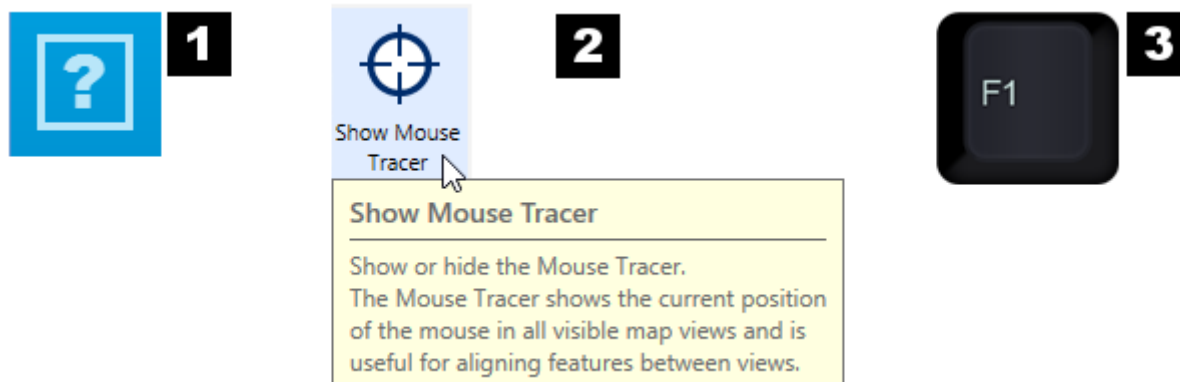 ?
1
2
3
F1
Show Mouse
Tracer
Show Mouse Tracer
Show or hide the Mouse Tracer.
The Mouse Tracer shows the current position
of the mouse in all visible map views and is
useful for aligning features between views.